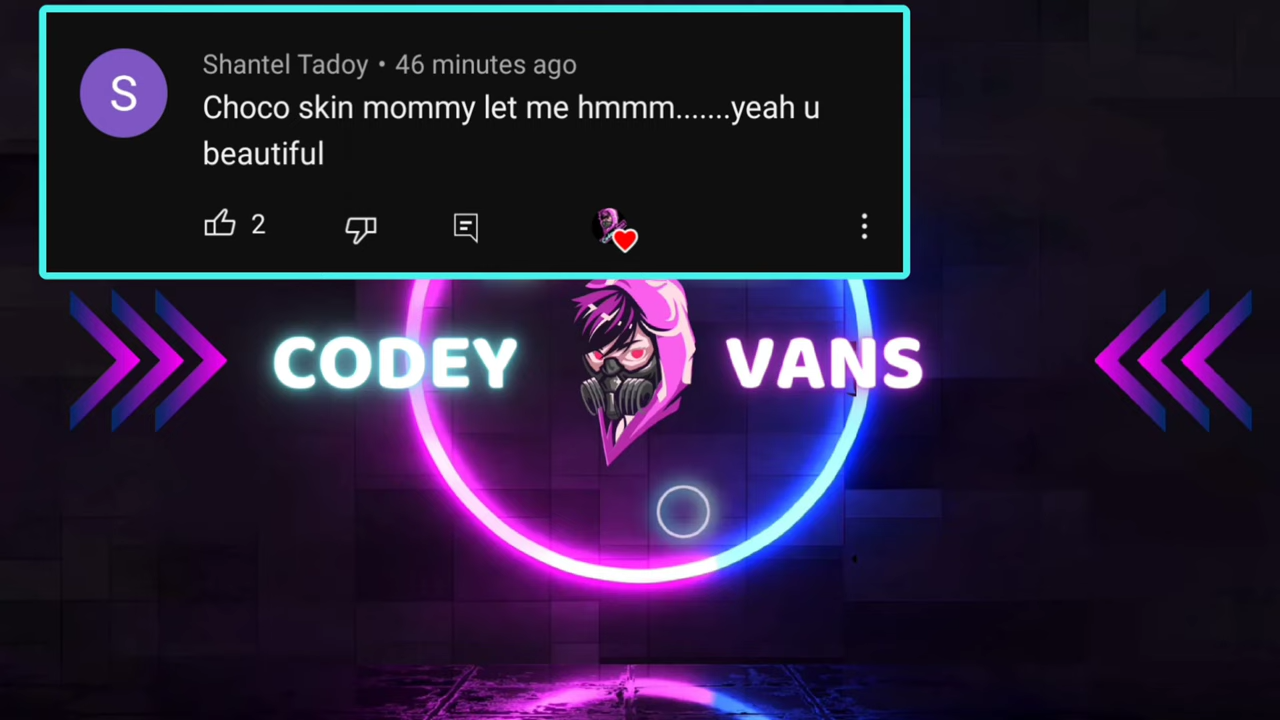 S
Shantel Tadoy • 46 minutes ago
Choco skin mommy let me hmmm.......yeah u
beautiful
2
CODEY VANS